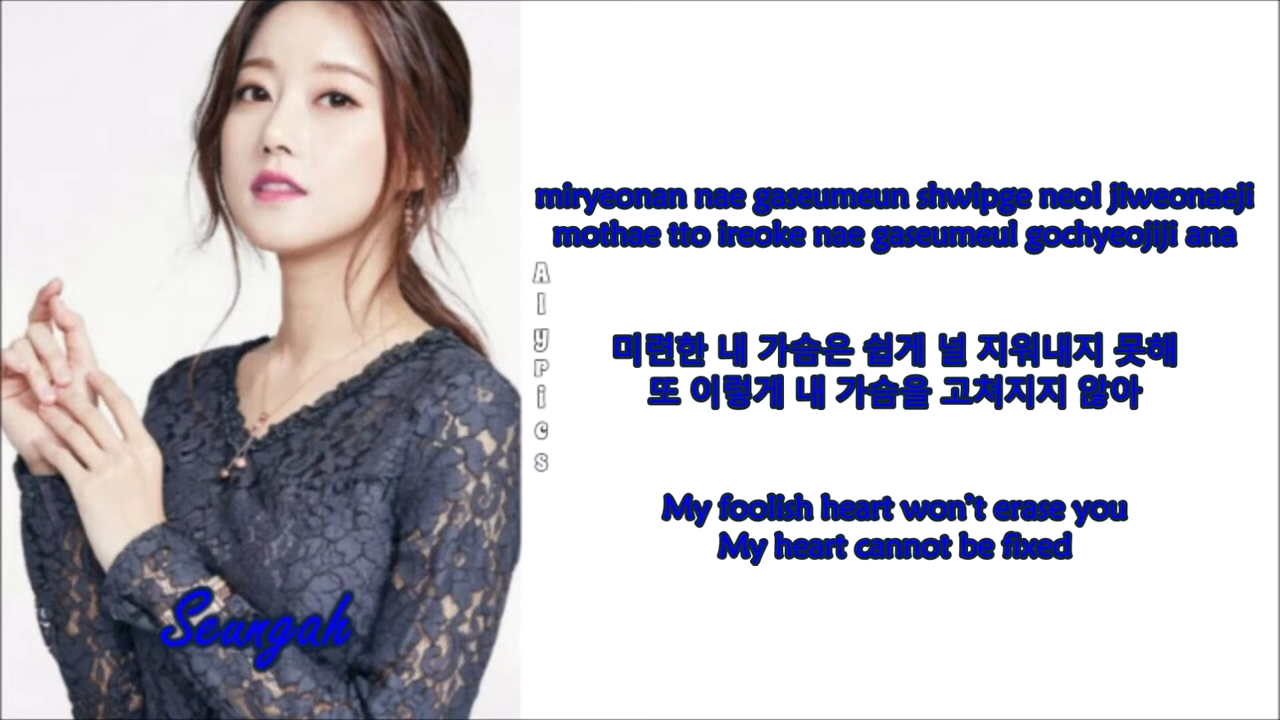 miryeonan nae gaseumeun shwipge neol jiweonaeji
mothae tto ireoke nae gaseumeul gochyeojiji ana
Alyrics
미련한 내 가슴은 쉽게 널 지워내지 못해
또 이렇게 내 가슴을 고쳐지지 않아
My foolish heart won't erase you
My heart cannot be fixed
Seungah